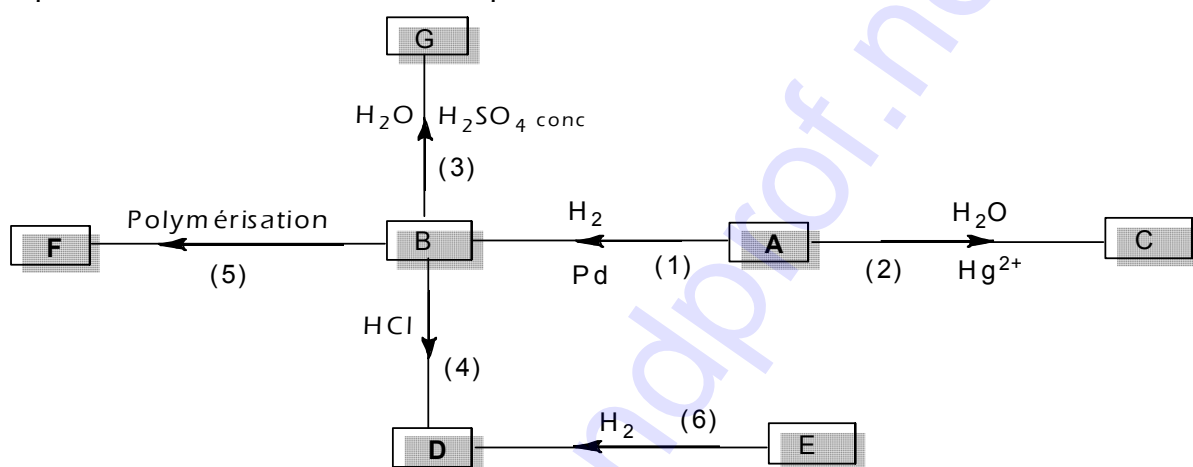 G
H2O H2SO4 conc
(3)
Polymérisation
H2
H2O
F
B
A
C
(5)
Pd
(1)
(2)
Hg2+
HCl
(4)
H2
(6)
D
E